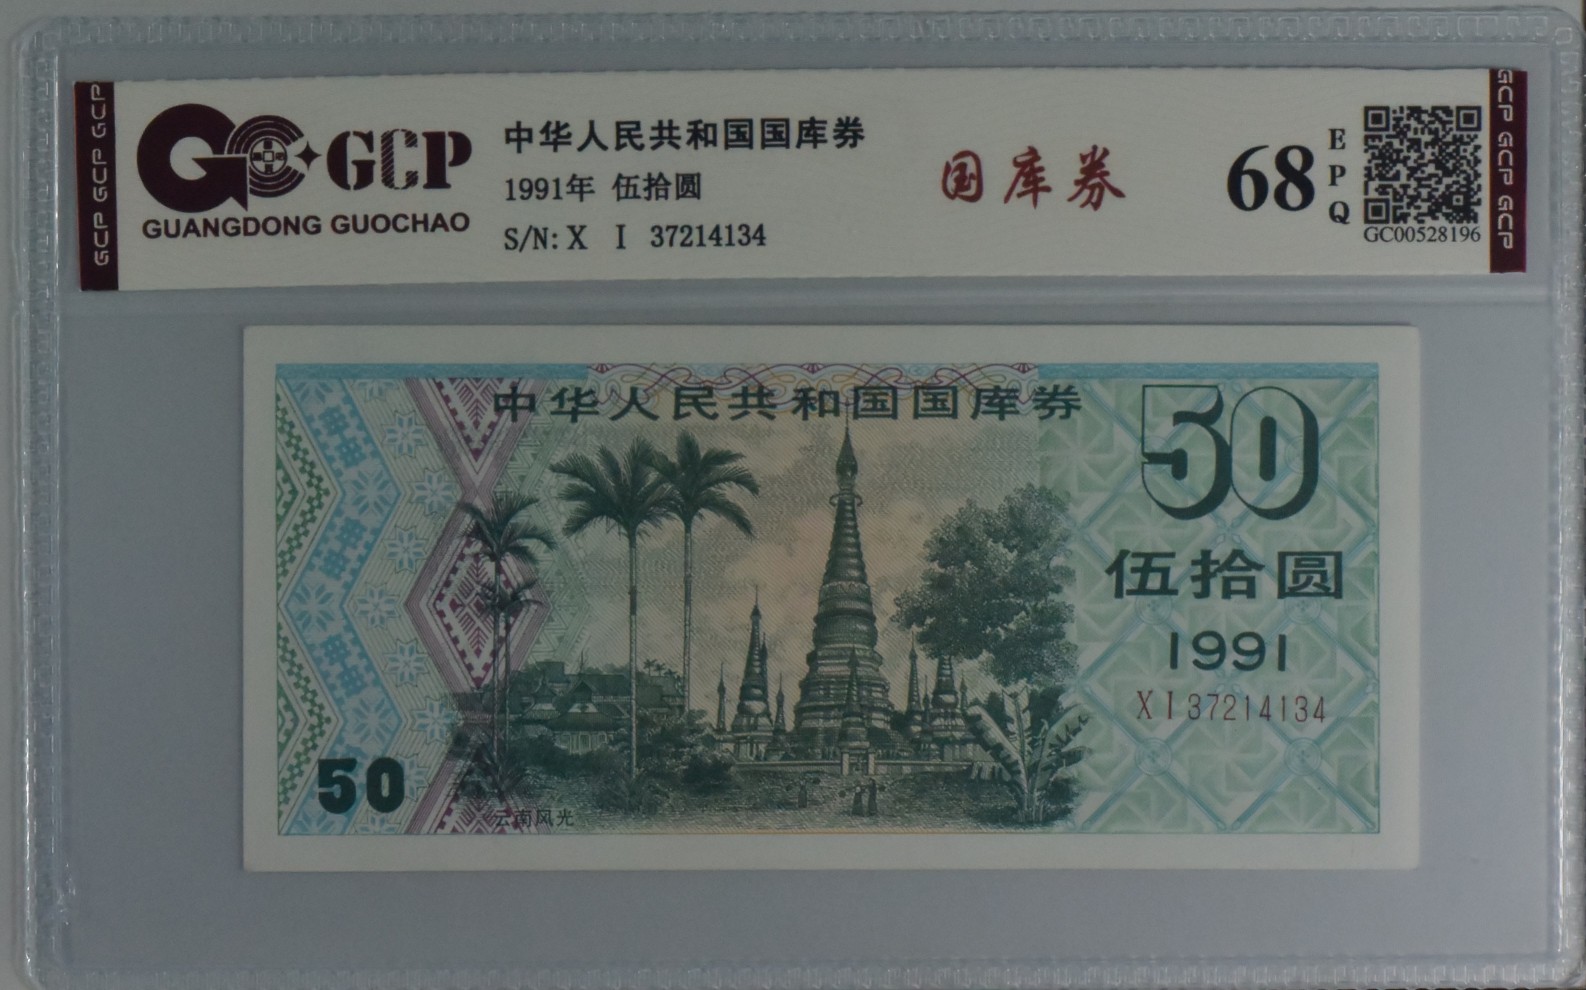 GCP GCP GCP
GCP
GUANGDONG GUOCHAO
中华人民共和国国库券
1991年 伍拾圆
S/N: X I 37214134
国库券
68
EPQ
GC00528196
GCP GCP GCP
中华人民共和国国库券
50
伍拾圆
1991
X I 37214134
50
云南风光